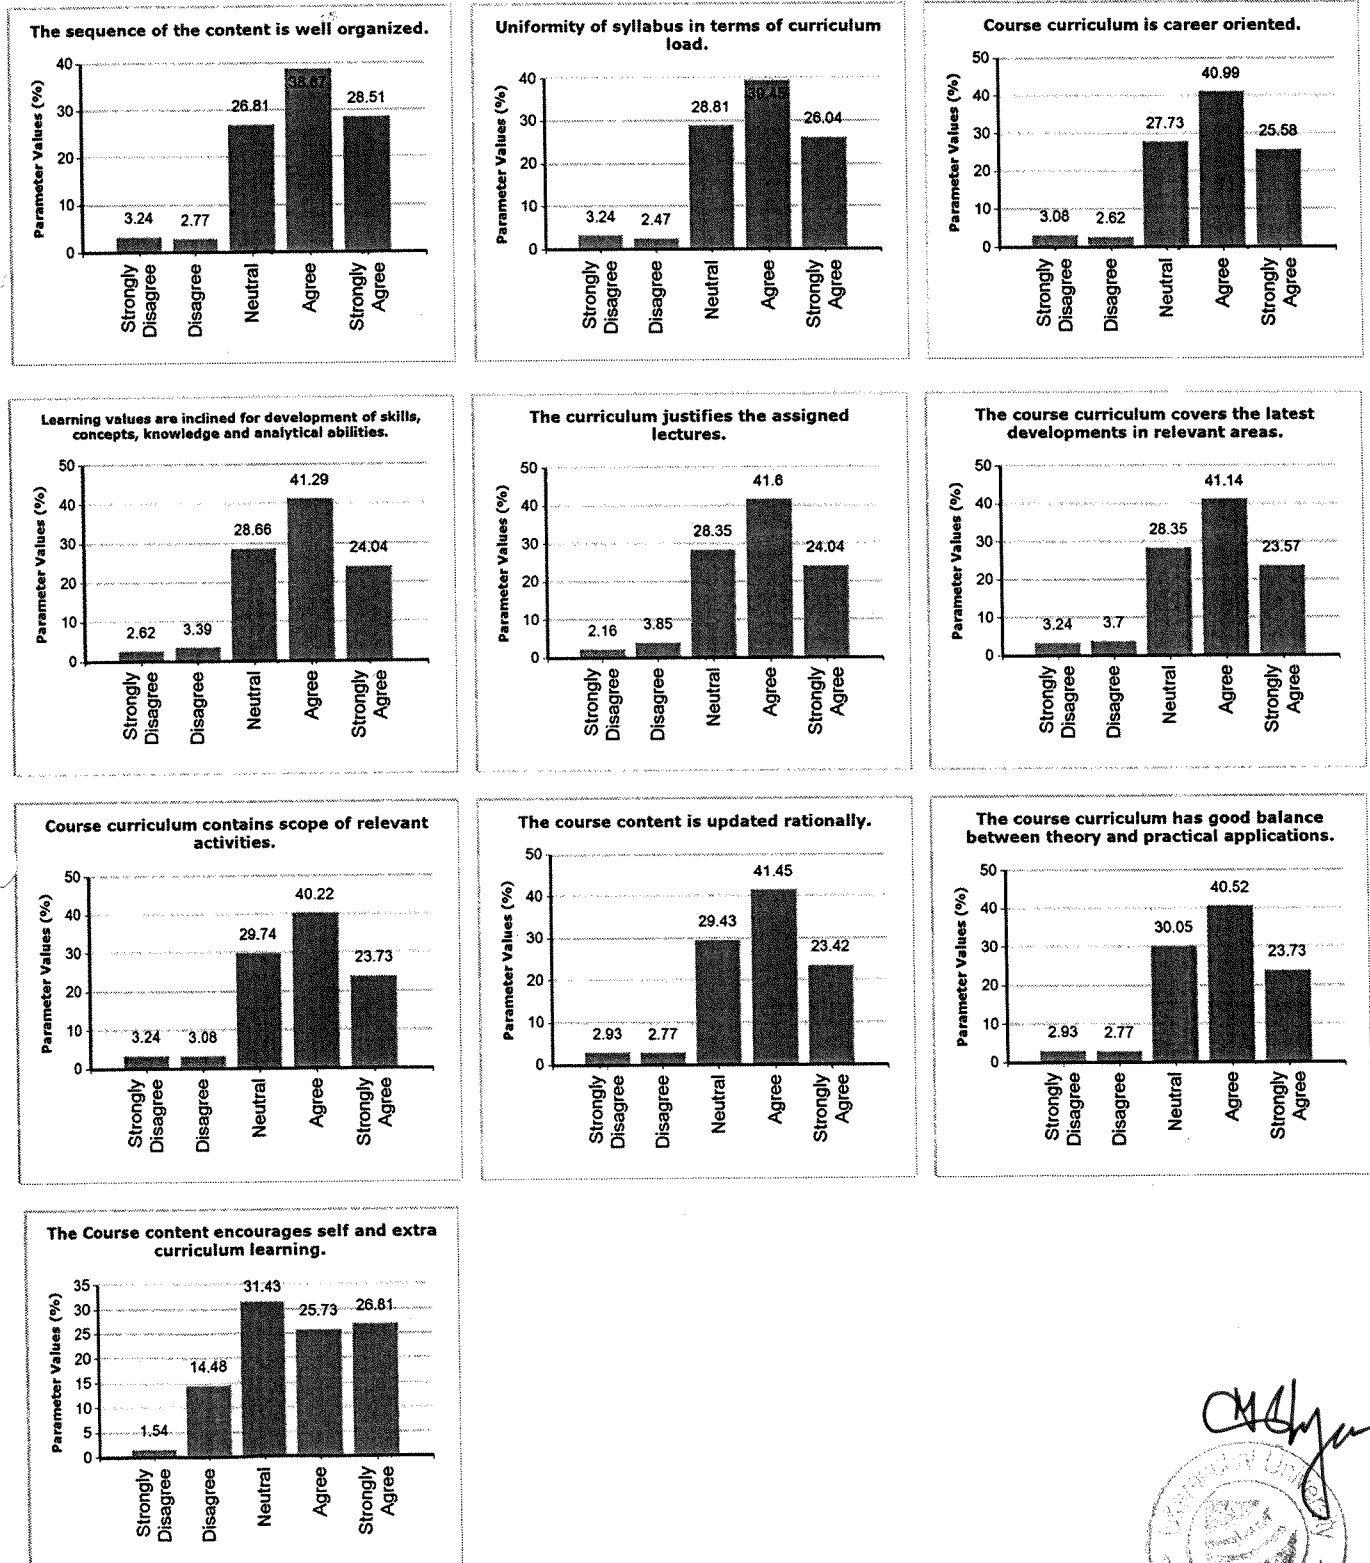 The sequence of the content is well organized.
Parameter Values (%)
40
30
20
10
0
3.24
2.77
26.81
38.67
28.51
Strongly
Disagree
Disagree
Neutral
Agree
Strongly
Agree
Uniformity of syllabus in terms of curriculum
load.
Parameter Values (%)
40
30
20
10
0
3.24
2.47
28.81
39.45
26.04
Strongly
Disagree
Disagree
Neutral
Agree
Strongly
Agree
Course curriculum is career oriented.
Parameter Values (%)
50
40
30
20
10
0
3.08
2.62
27.73
40.99
25.58
Strongly
Disagree
Disagree
Neutral
Agree
Strongly
Agree
Learning values are inclined for development of skills,
concepts, knowledge and analytical abilities.
Parameter Values (%)
50
40
30
20
10
0
2.62
3.39
28.66
41.29
24.04
Strongly
Disagree
Disagree
Neutral
Agree
Strongly
Agree
The curriculum justifies the assigned
lectures.
Parameter Values (%)
50
40
30
20
10
0
2.16
3.85
28.35
41.6
24.04
Strongly
Disagree
Disagree
Neutral
Agree
Strongly
Agree
The course curriculum covers the latest
developments in relevant areas.
Parameter Values (%)
50
40
30
20
10
0
3.24
3.7
28.35
41.14
23.57
Strongly
Disagree
Disagree
Neutral
Agree
Strongly
Agree
Course curriculum contains scope of relevant
activities.
Parameter Values (%)
50
40
30
20
10
0
3.24
3.08
29.74
40.22
23.73
Strongly
Disagree
Disagree
Neutral
Agree
Strongly
Agree
The course content is updated rationally.
Parameter Values (%)
50
40
30
20
10
0
2.93
2.77
29.43
41.45
23.42
Strongly
Disagree
Disagree
Neutral
Agree
Strongly
Agree
The course curriculum has good balance
between theory and practical applications.
Parameter Values (%)
50
40
30
20
10
0
2.93
2.77
30.05
40.52
23.73
Strongly
Disagree
Disagree
Neutral
Agree
Strongly
Agree
The Course content encourages self and extra
curriculum learning.
Parameter Values (%)
35
30
25
20
15
10
5
0
1.54
14.48
31.43
25.73
26.81
Strongly
Disagree
Disagree
Neutral
Agree
Strongly
Agree
University